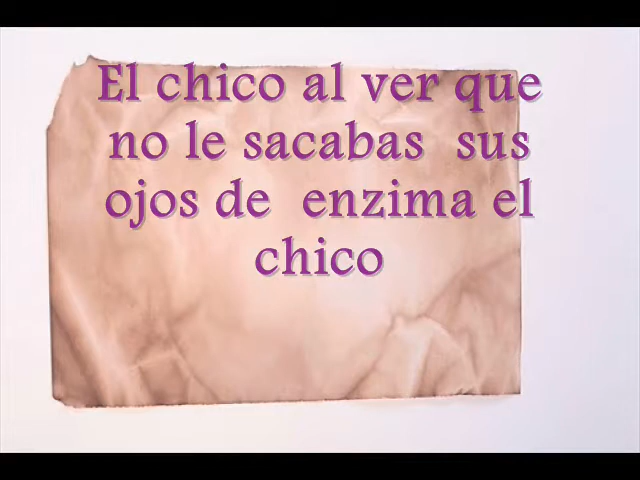 El chico al ver que
no le sacabas sus
ojos de enzima el
chico